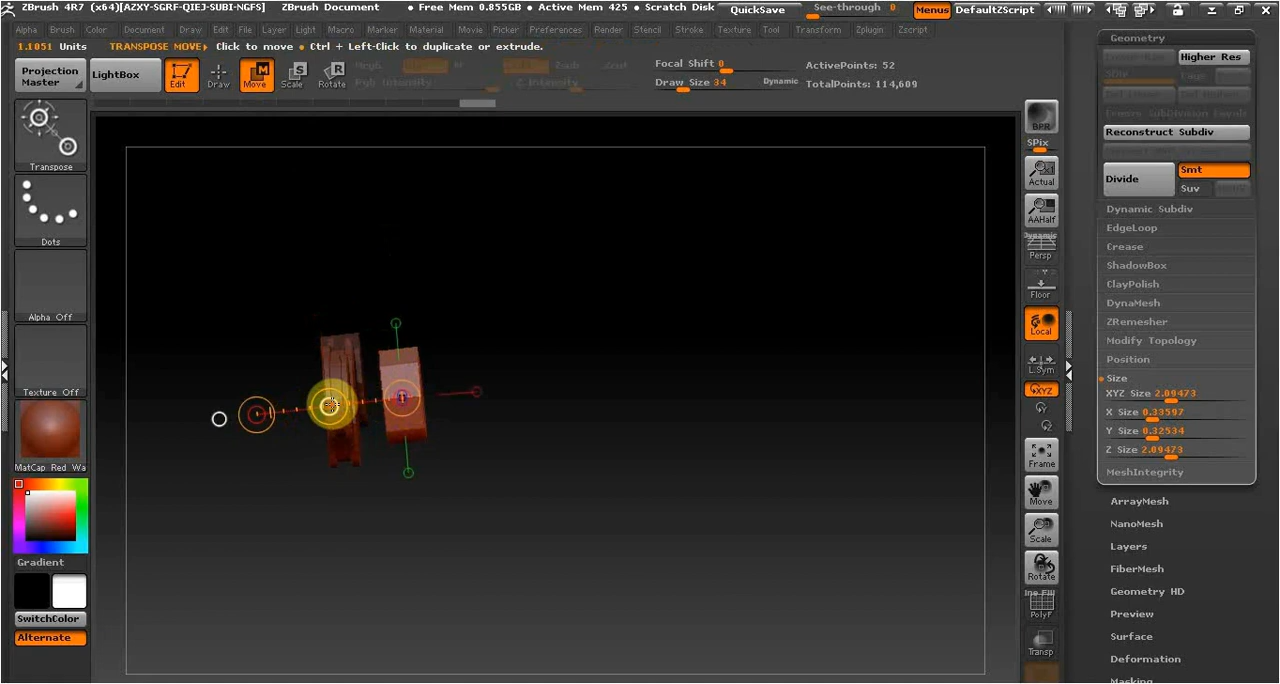 ZBRUSH 4R7 (x64)[AZXY-SGRF-QIEJ-SUBI-NGFS] ZBrush Document • Free Mem 0.855GB • Active Mem 425 • Scratch Disk QuickSave See-through 0 Menus DefaultZScript
Alpha Brush Color Document Draw Edit File Layer Light Macro Marker Material Movie Picker Preferences Render Stencil Stroke Texture Tool Transform Zplugin Zscript
1.1051 Units TRANSPOSE MOVE Click to move • Ctrl + Left-Click to duplicate or extrude.
Projection Master
LightBox
Edit
Draw
Move
Scale
Rotate
Rgb Intensity
Z Intensity
Focal Shift 0
Draw Size 34
Dynamic
ActivePoints: 52
TotalPoints: 114,609
Transpose
Dots
Alpha Off
Texture Off
MatCap Red Wa
Gradient
SwitchColor
Alternate
BPR
SPix
Actual
AAHalf
Dynamic
Persp
Floor
Local
L.Sym
XYZ
Frame
Move
Scale
Rotate
Line Fill
PolyF
Transp
Geometry
Higher Res
Reconstruct Subdiv
Divide
Smt
Suv
Dynamic Subdiv
EdgeLoop
Crease
ShadowBox
ClayPolish
DynaMesh
ZRemesher
Modify Topology
Position
Size
XYZ Size 2.09473
X Size 0.33597
Y Size 0.32534
Z Size 2.09473
MeshIntegrity
ArrayMesh
NanoMesh
Layers
FiberMesh
Geometry HD
Preview
Surface
Deformation
Masking